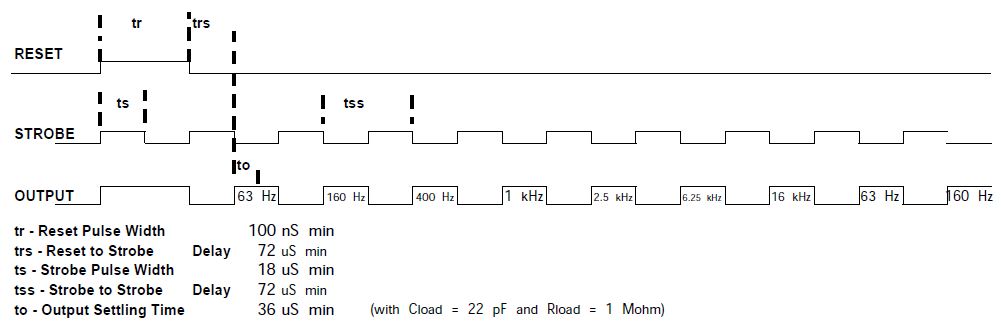 tr trs
RESET
ts tss
STROBE
to
OUTPUT 63 Hz 160 Hz 400 Hz 1 kHz 2.5 kHz 6.25 kHz 16 kHz 63 Hz 160 Hz
tr - Reset Pulse Width 100 nS min
trs - Reset to Strobe Delay 72 uS min
ts - Strobe Pulse Width 18 uS min
tss - Strobe to Strobe Delay 72 uS min
to - Output Settling Time 36 uS min (with Cload = 22 pF and Rload = 1 Mohm)